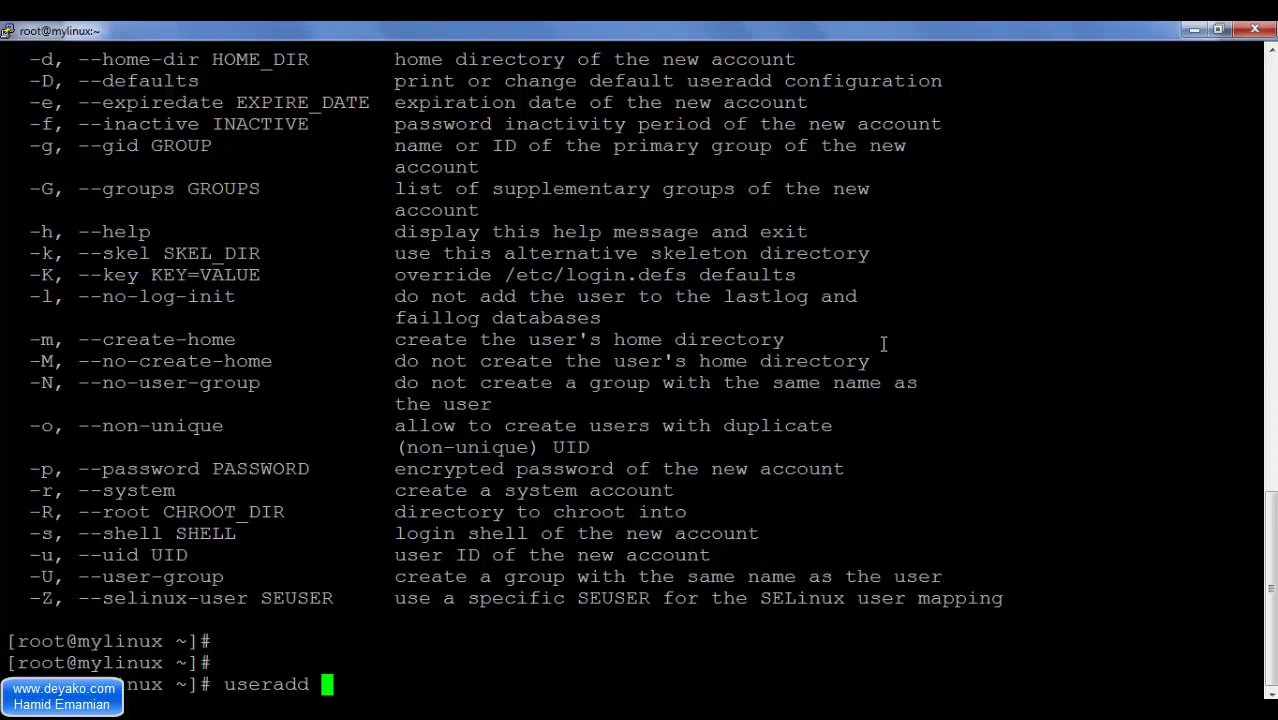 root@mylinux:~
-d, --home-dir HOME_DIR home directory of the new account
-D, --defaults print or change default useradd configuration
-e, --expiredate EXPIRE_DATE expiration date of the new account
-f, --inactive INACTIVE password inactivity period of the new account
-g, --gid GROUP name or ID of the primary group of the new
account
-G, --groups GROUPS list of supplementary groups of the new
account
-h, --help display this help message and exit
-k, --skel SKEL_DIR use this alternative skeleton directory
-K, --key KEY=VALUE override /etc/login.defs defaults
-l, --no-log-init do not add the user to the lastlog and
faillog databases
-m, --create-home create the user's home directory
-M, --no-create-home do not create the user's home directory
-N, --no-user-group do not create a group with the same name as
the user
-o, --non-unique allow to create users with duplicate
(non-unique) UID
-p, --password PASSWORD encrypted password of the new account
-r, --system create a system account
-R, --root CHROOT_DIR directory to chroot into
-s, --shell SHELL login shell of the new account
-u, --uid UID user ID of the new account
-U, --user-group create a group with the same name as the user
-Z, --selinux-user SEUSER use a specific SEUSER for the SELinux user mapping
[root@mylinux ~]#
[root@mylinux ~]#
nux ~]# useradd
www.deyako.com
Hamid Emamian